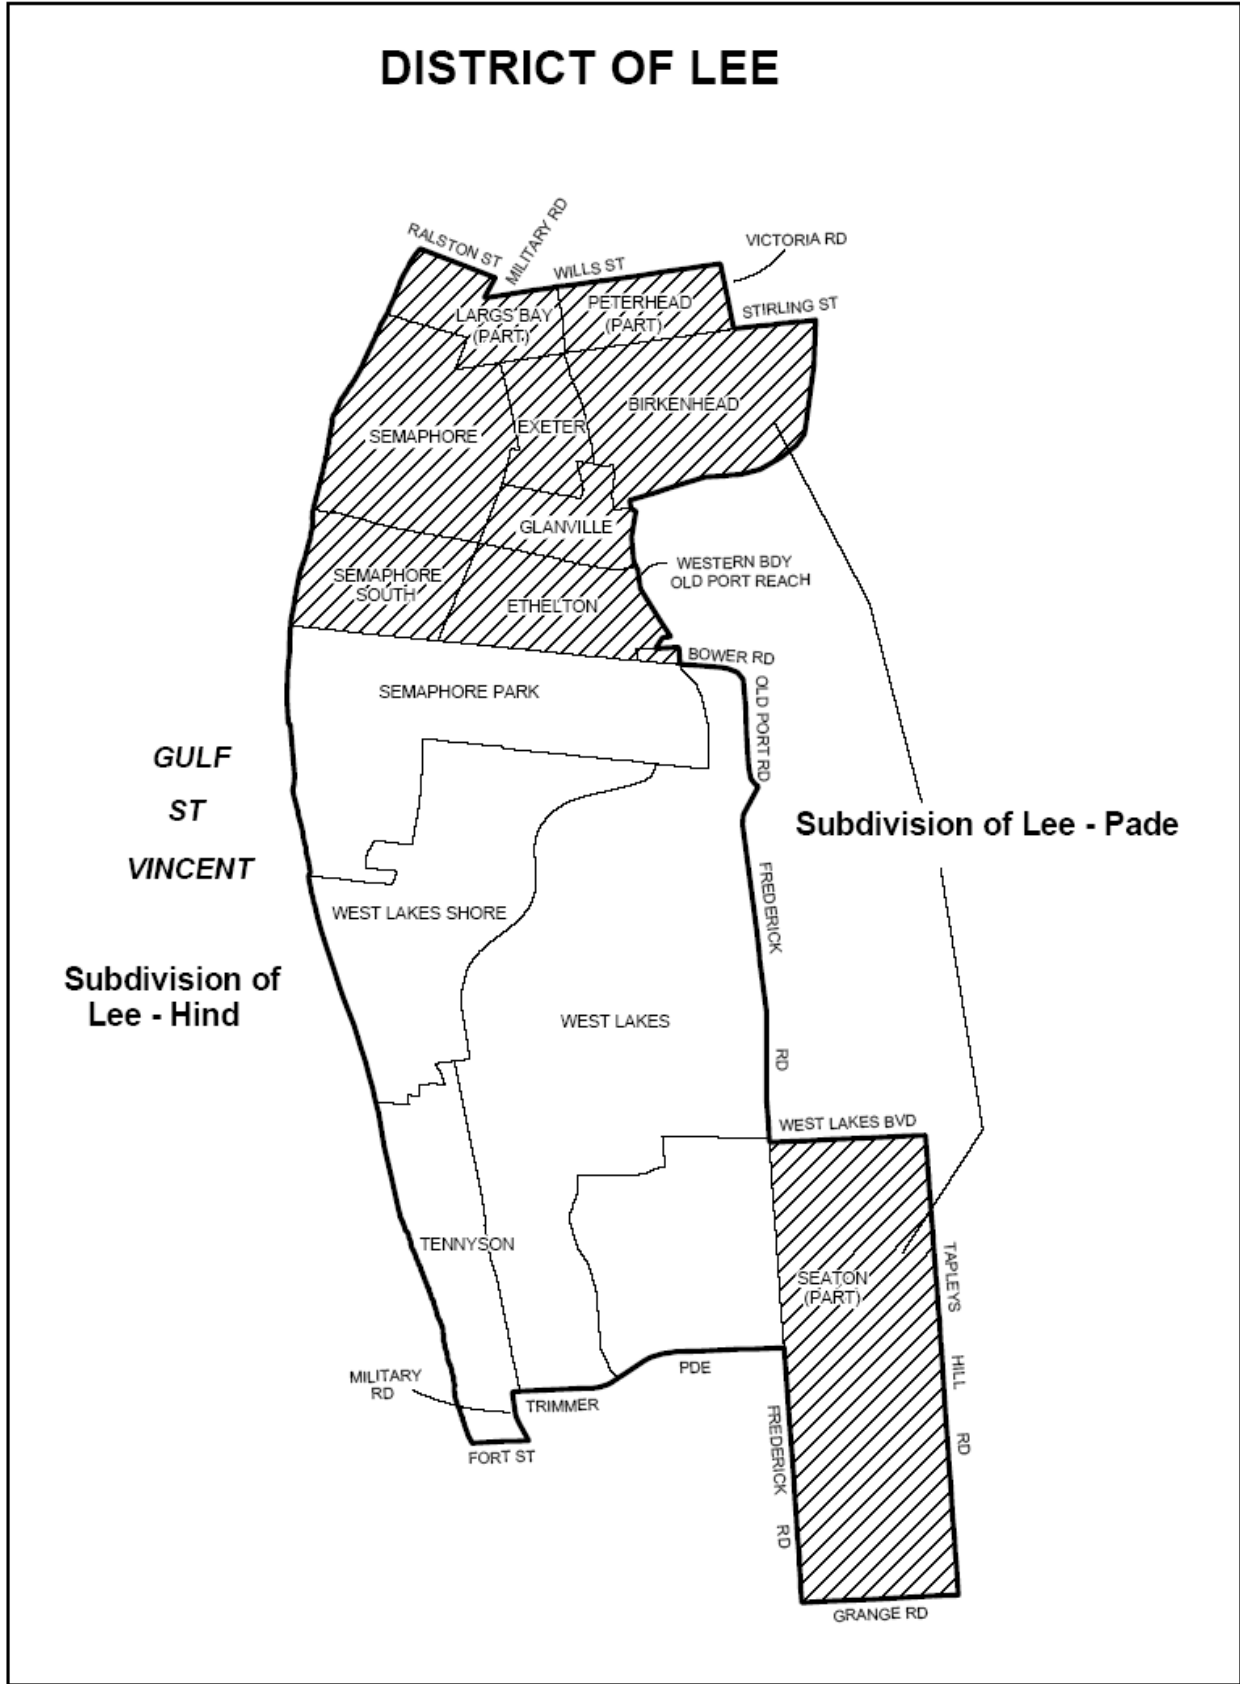 DISTRICT OF LEE
RALSTON ST
MILITARY RD
WILLS ST
VICTORIA RD
STIRLING ST
LARGS BAY
(PART)
PETERHEAD
(PART)
BIRKENHEAD
SEMAPHORE
EXETER
GLANVILLE
WESTERN BDY
OLD PORT REACH
SEMAPHORE
SOUTH
ETHELTON
BOWER RD
SEMAPHORE PARK
OLD PORT RD
GULF
ST
VINCENT
Subdivision of Lee - Pade
FREDERICK
RD
WEST LAKES SHORE
Subdivision of
Lee - Hind
WEST LAKES
WEST LAKES BVD
TENNYSON
SEATON
(PART)
TAPLEYS
HILL
RD
MILITARY
RD
TRIMMER
PDE
FREDERICK
RD
FORT ST
GRANGE RD